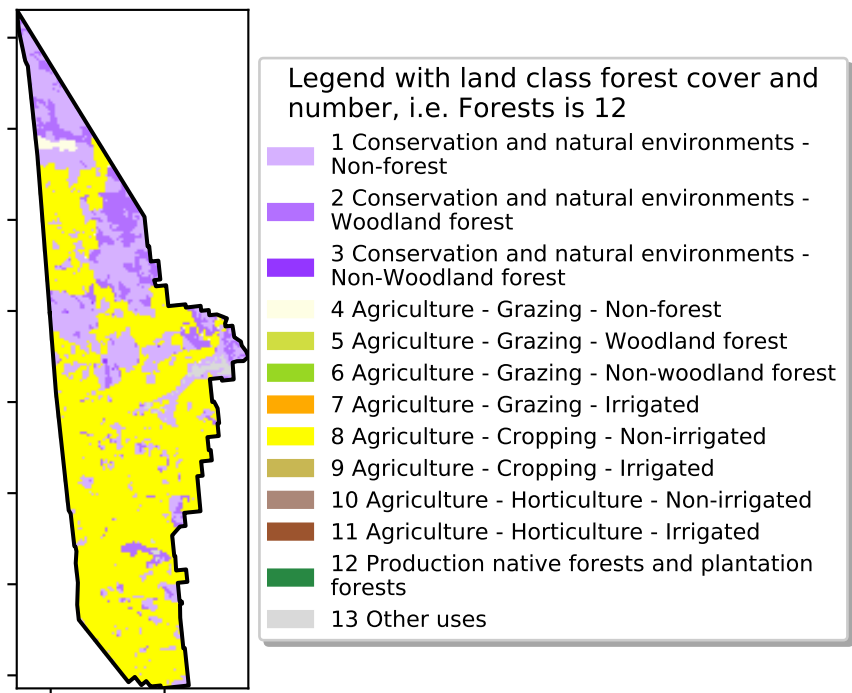 Legend with land class forest cover and
number, i.e. Forests is 12
1 Conservation and natural environments -
Non-forest
2 Conservation and natural environments -
Woodland forest
3 Conservation and natural environments -
Non-Woodland forest
4 Agriculture - Grazing - Non-forest
5 Agriculture - Grazing - Woodland forest
6 Agriculture - Grazing - Non-woodland forest
7 Agriculture - Grazing - Irrigated
8 Agriculture - Cropping - Non-irrigated
9 Agriculture - Cropping - Irrigated
10 Agriculture - Horticulture - Non-irrigated
11 Agriculture - Horticulture - Irrigated
12 Production native forests and plantation
forests
13 Other uses